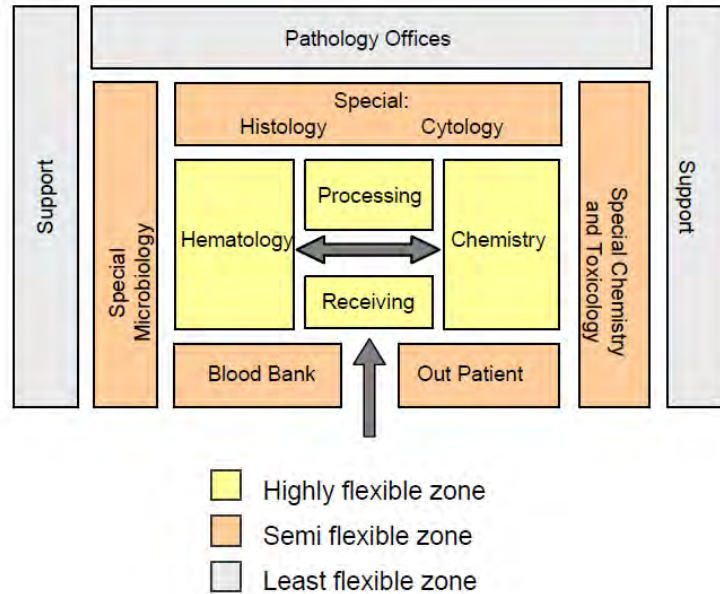 Pathology Offices
Support
Special
Microbiology
Special:
Histology Cytology
Hematology
Processing
Receiving
Chemistry
Blood Bank
Out Patient
Special Chemistry
and Toxicology
Support
Highly flexible zone
Semi flexible zone
Least flexible zone